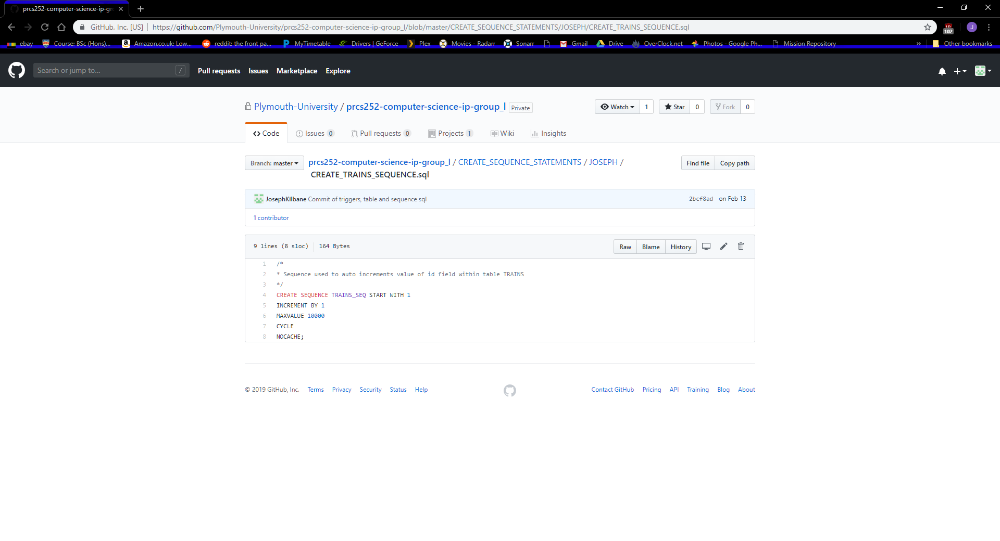 prcs252-computer-science-ip-gro
GitHub, Inc. [US] | https://github.com/Plymouth-University/prcs252-computer-science-ip-group_l/blob/master/CREATE_SEQUENCE_STATEMENTS/JOSEPH/CREATE_TRAINS_SEQUENCE.sql
102
J
ebay Course: BSc (Hons)... Amazon.co.uk: Low... reddit: the front pa... MyTimetable Drivers | GeForce Plex Movies - Radarr Sonarr Gmail Drive OverClock.net Photos - Google Ph... Mission Repository » Other bookmarks
Search or jump to... / Pull requests Issues Marketplace Explore
Plymouth-University / prcs252-computer-science-ip-group_l Private
Watch 1 Star 0 Fork 0
Code Issues 0 Pull requests 0 Projects 1 Wiki Insights
Branch: master prcs252-computer-science-ip-group_l / CREATE_SEQUENCE_STATEMENTS / JOSEPH / Find file Copy path
CREATE_TRAINS_SEQUENCE.sql
JosephKilbane Commit of triggers, table and sequence sql 2bcf8ad on Feb 13
1 contributor
9 lines (8 sloc) 164 Bytes Raw Blame History
1 /*
2 * Sequence used to auto increments value of id field within table TRAINS
3 */
4 CREATE SEQUENCE TRAINS_SEQ START WITH 1
5 INCREMENT BY 1
6 MAXVALUE 10000
7 CYCLE
8 NOCACHE;
© 2019 GitHub, Inc. Terms Privacy Security Status Help Contact GitHub Pricing API Training Blog About